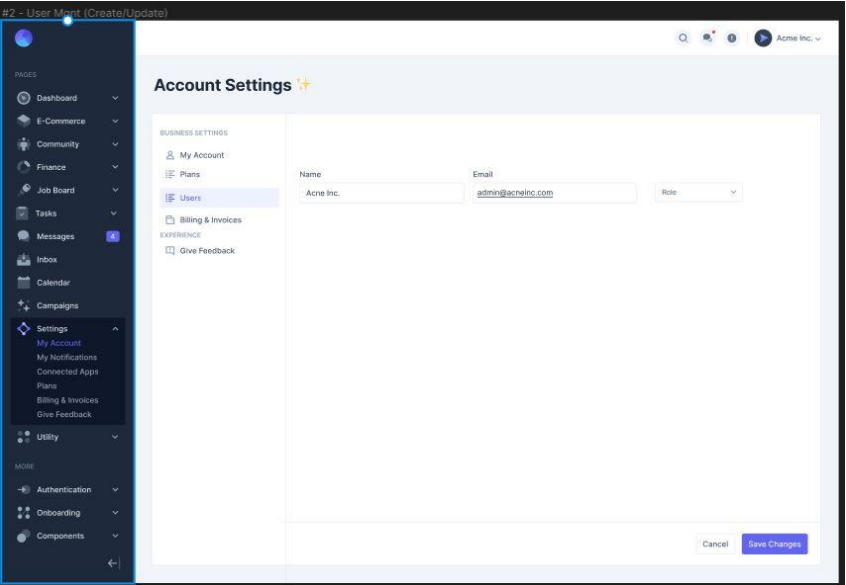 #2 - User Mgnt (Create/Update)
Acme Inc.
PAGES
Dashboard
E-Commerce
Community
Finance
Job Board
Tasks
Messages 4
Inbox
Calendar
Campaigns
Settings
My Account
My Notifications
Connected Apps
Plans
Billing & Invoices
Give Feedback
Utility
MORE
Authentication
Onboarding
Components
Account Settings ✨
BUSINESS SETTINGS
My Account
Plans
Users
Billing & Invoices
EXPERIENCE
Give Feedback
Name Email
Acne Inc. admin@acneinc.com Role
Cancel Save Changes